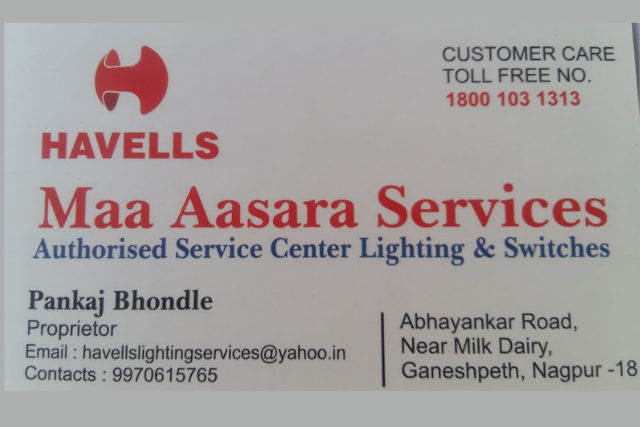 HAVELLS
CUSTOMER CARE
TOLL FREE NO.
1800 103 1313
Maa Aasara Services
Authorised Service Center Lighting & Switches
Pankaj Bhondle
Proprietor
Email : havellslightingservices@yahoo.in
Contacts : 9970615765
Abhayankar Road,
Near Milk Dairy,
Ganeshpeth, Nagpur -18